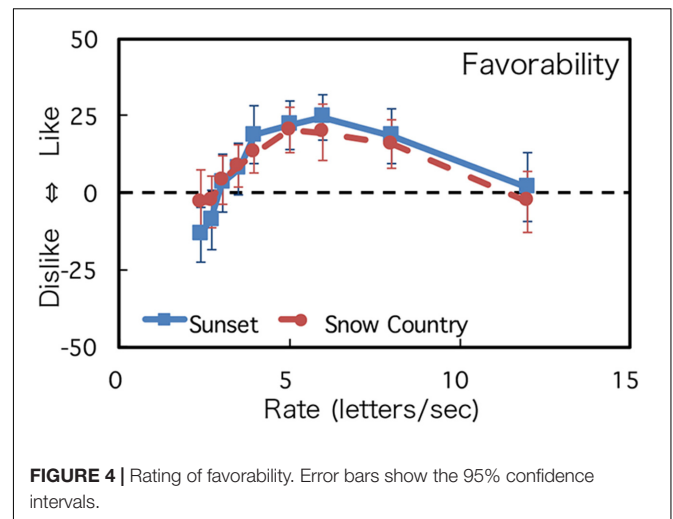 Favorability
50
25
0
-25
-50
Dislike ⇔ Like
Sunset Snow Country
0 5 10 15
Rate (letters/sec)
FIGURE 4 | Rating of favorability. Error bars show the 95% confidence
intervals.